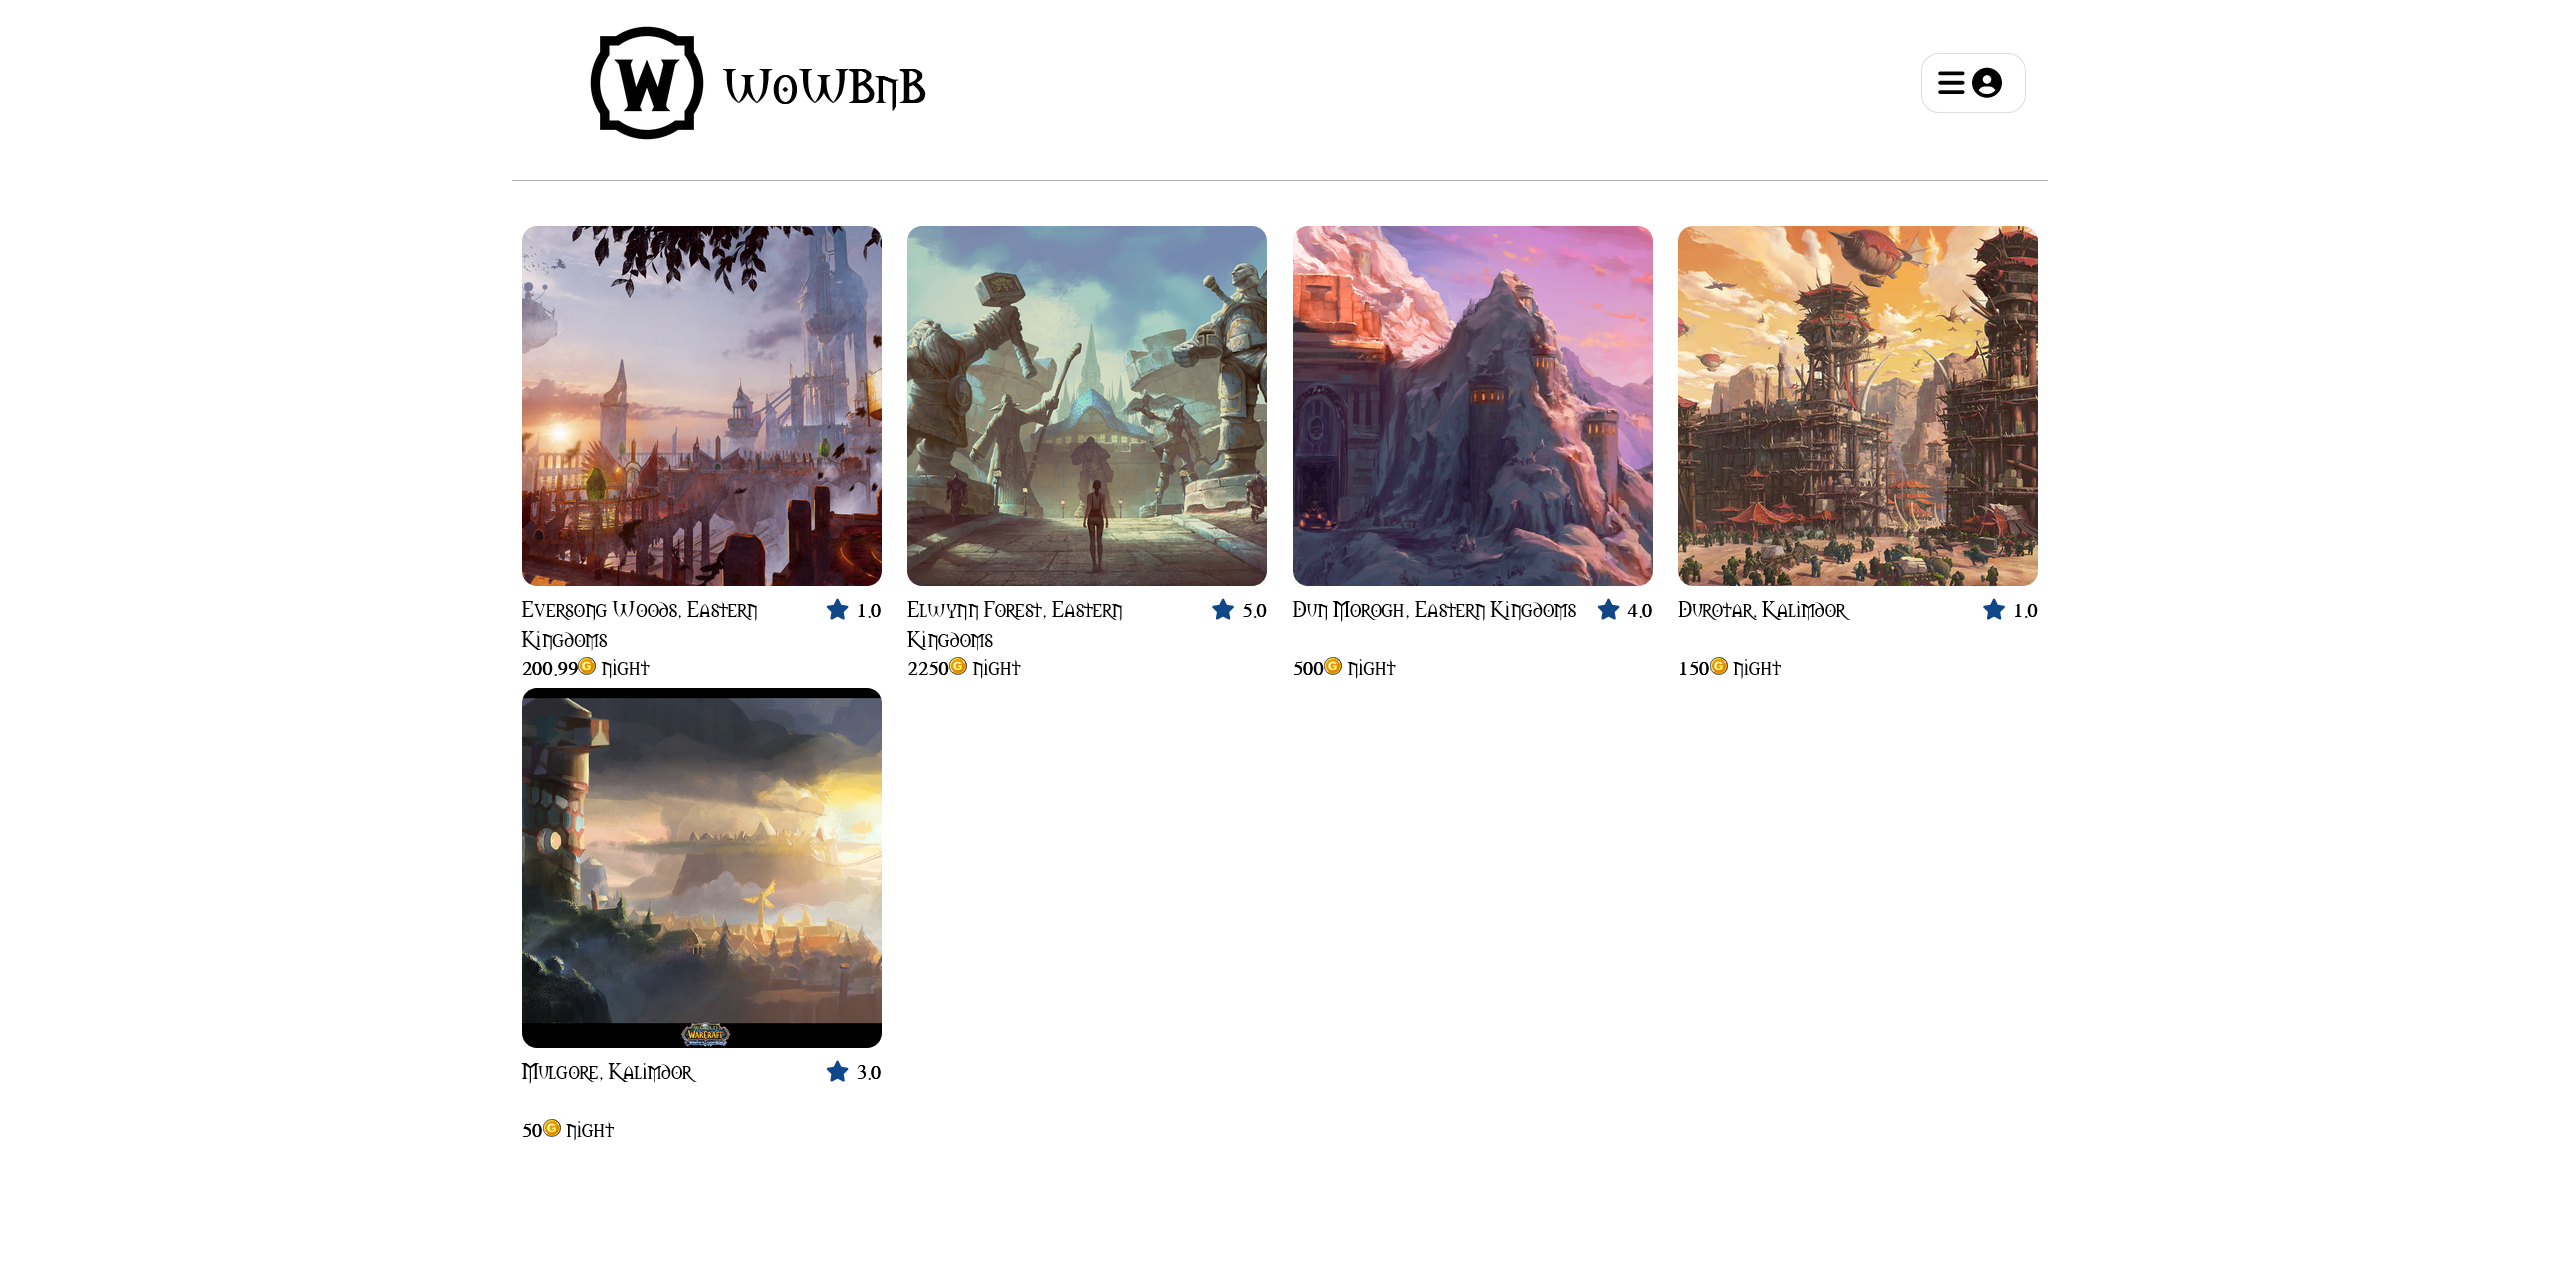 W WoWBnB
Eversong Woods, Eastern Kingdoms 1.0
200.99 G night
Elwynn Forest, Eastern Kingdoms 5.0
2250 G night
Dun Morogh, Eastern Kingdoms 4.0
500 G night
Durotar, Kalimdor 1.0
150 G night
World
Warcraft
Mulgore, Kalimdor 3.0
50 G night